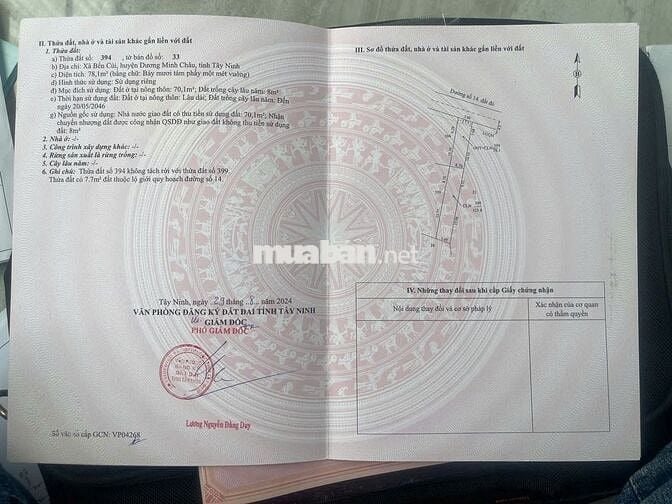 II. Thửa đất, nhà ở và tài sản khác gắn liền với đất
1. Thửa đất:
a) Thửa đất số: 394, tờ bản đồ số: 33
b) Địa chỉ: Xã Bến Củi, huyện Dương Minh Châu, tỉnh Tây Ninh
c) Diện tích: 78,1m² (bằng chữ: Bảy mươi tám phẩy một mét vuông)
d) Hình thức sử dụng: Sử dụng riêng
đ) Mục đích sử dụng: Đất ở tại nông thôn: 70,1m²; Đất trồng cây lâu năm: 8m²
e) Thời hạn sử dụng: Đất ở tại nông thôn: Lâu dài; Đất trồng cây lâu năm: Đến
ngày 20/05/2046
g) Nguồn gốc sử dụng: Nhà nước giao đất có thu tiền sử dụng đất: 70,1m²; Nhận
chuyển nhượng đất được công nhận QSDĐ như giao đất không thu tiền sử dụng
đất: 8m²
2. Nhà ở: -/-
3. Công trình xây dựng khác: -/-
4. Rừng sản xuất là rừng trồng: -/-
5. Cây lâu năm: -/-
6. Ghi chú: Thửa đất số 394 không tách rời với thửa đất số 399.
Thửa đất có 7.7m² đất thuộc lộ giới quy hoạch đường số 14.
Tây Ninh, ngày 29 tháng 8 năm 2024
VĂN PHÒNG ĐĂNG KÝ ĐẤT ĐAI TỈNH TÂY NINH
GIÁM ĐỐC
PHÓ GIÁM ĐỐC
Lương Nguyễn Đăng Duy
Số vào sổ cấp GCN: VP04268
III. Sơ đồ thửa đất, nhà ở và tài sản khác gắn liền với đất
Đường số 14, đất đỏ
IV. Những thay đổi sau khi cấp Giấy chứng nhận
Nội dung thay đổi và cơ sở pháp lý
Xác nhận của cơ quan
có thẩm quyền
muaban.net